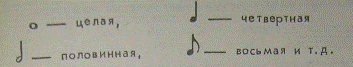 — целая,
— четвертная
— половинная,
— восьмая и т.д.